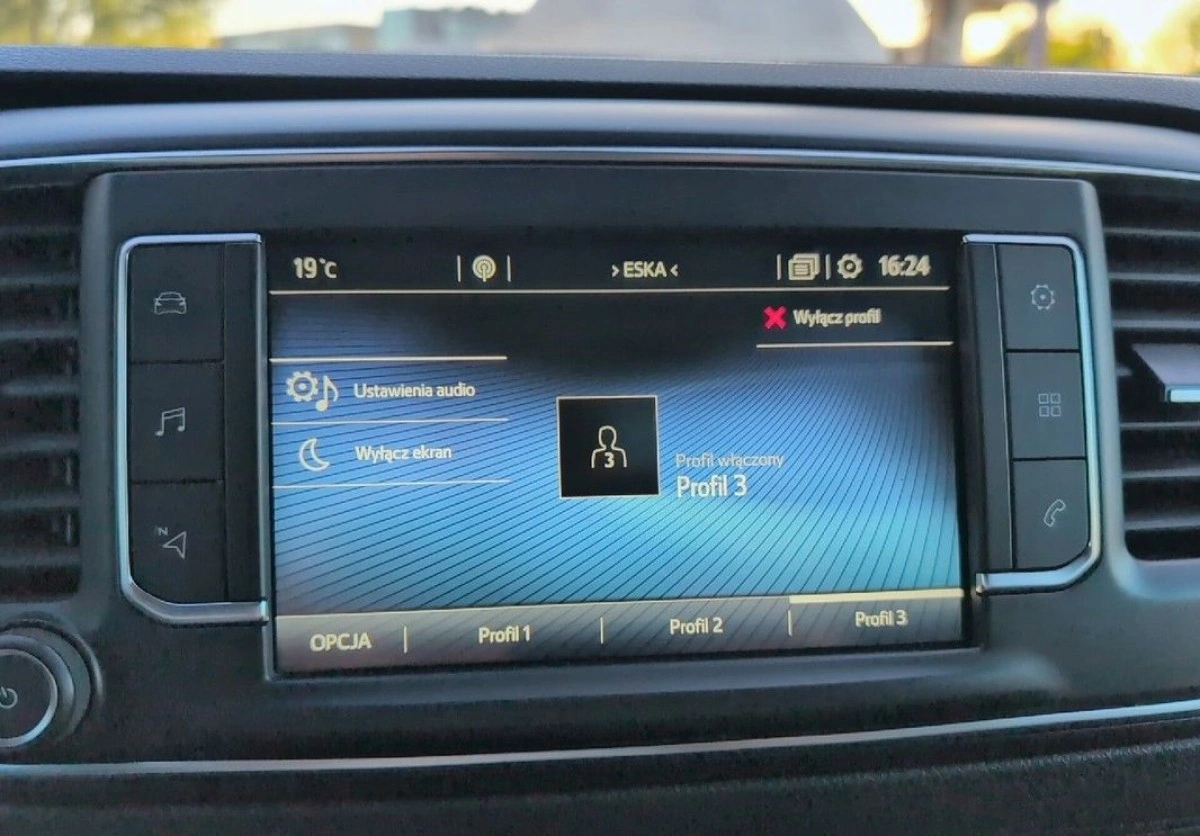 19°C
>ESKA<
16:24
Wyłącz profil
Ustawienia audio
Wyłącz ekran
3
Profil włączony
Profil 3
OPCJA
Profil 1
Profil 2
Profil 3
N